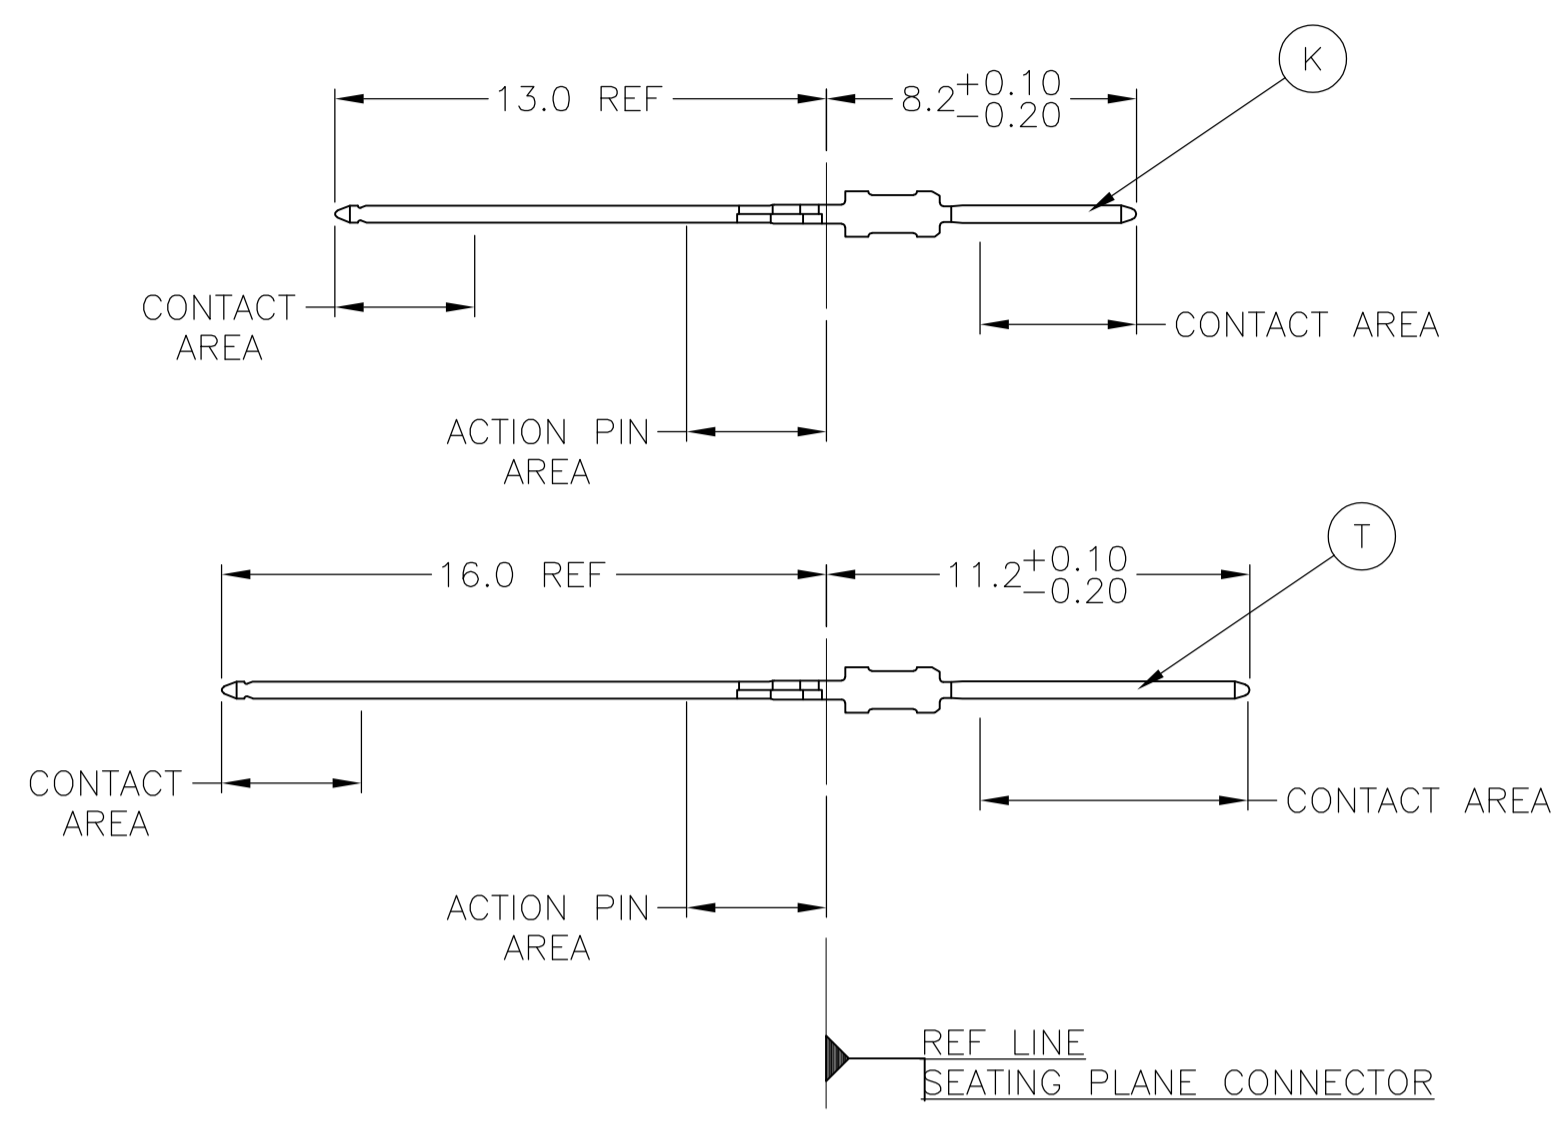 K
13.0 REF
8.2 +0.10
−0.20
CONTACT
AREA
CONTACT AREA
ACTION PIN
AREA
T
16.0 REF
11.2 +0.10
−0.20
CONTACT
AREA
CONTACT AREA
ACTION PIN
AREA
REF LINE
SEATING PLANE CONNECTOR